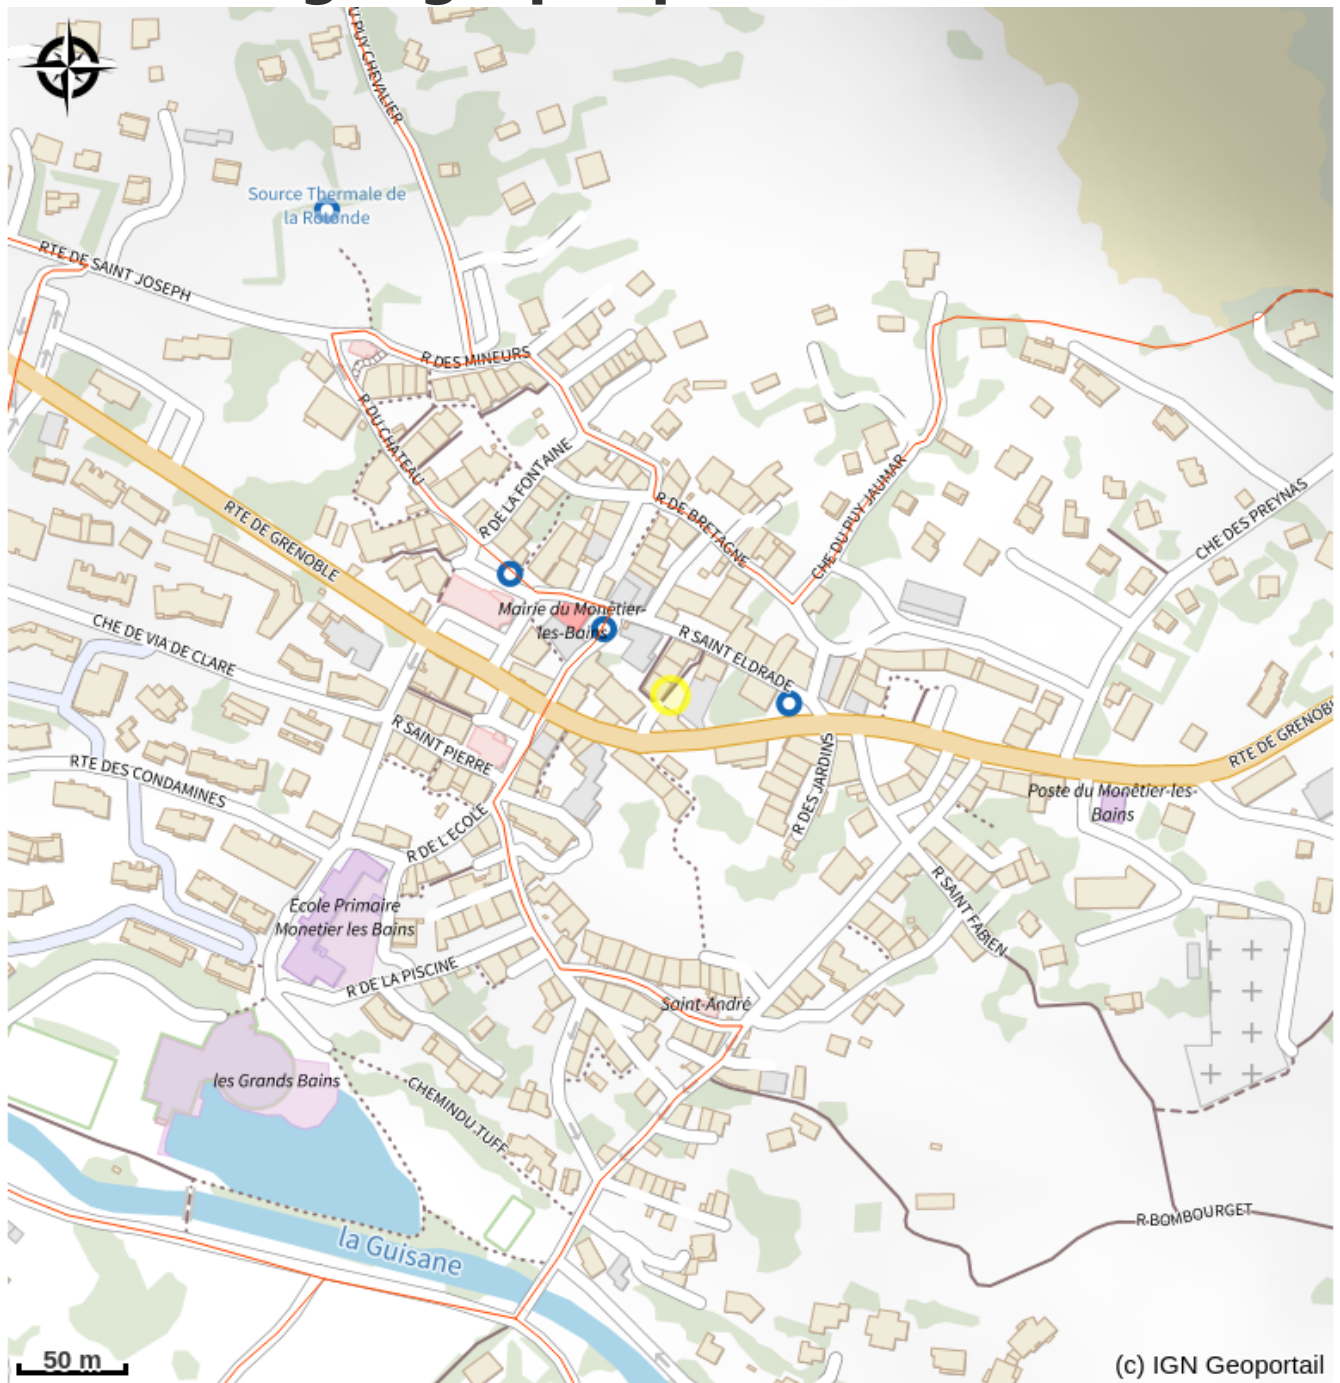 U PUY CHEVALIER
Source Thermale de
la Rotonde
RTE DE SAINT JOSEPH
R DES MINEURS
R DU CHATEAU
R DE LA FONTAINE
R DE BRETAGNE
CHE DU PUY JAUMAR
CHE DES PREYNAS
RTE DE GRENOBLE
Mairie du Monêtier-
les-Bains
R SAINT ELDRADE
CHE DE VIA DE CLARE
R SAINT PIERRE
RTE DES CONDAMINES
R DES JARDINS
RTE DE GRENOB
Poste du Monêtier-les-
Bains
R DE L'ECOLE
R SAINT FABIEN
Ecole Primaire
Monetier les Bains
R DE LA PISCINE
Saint-André
les Grands Bains
CHEMIN DU TUFF
R BOMBOURGET
la Guisane
50 m
(c) IGN Geoportail